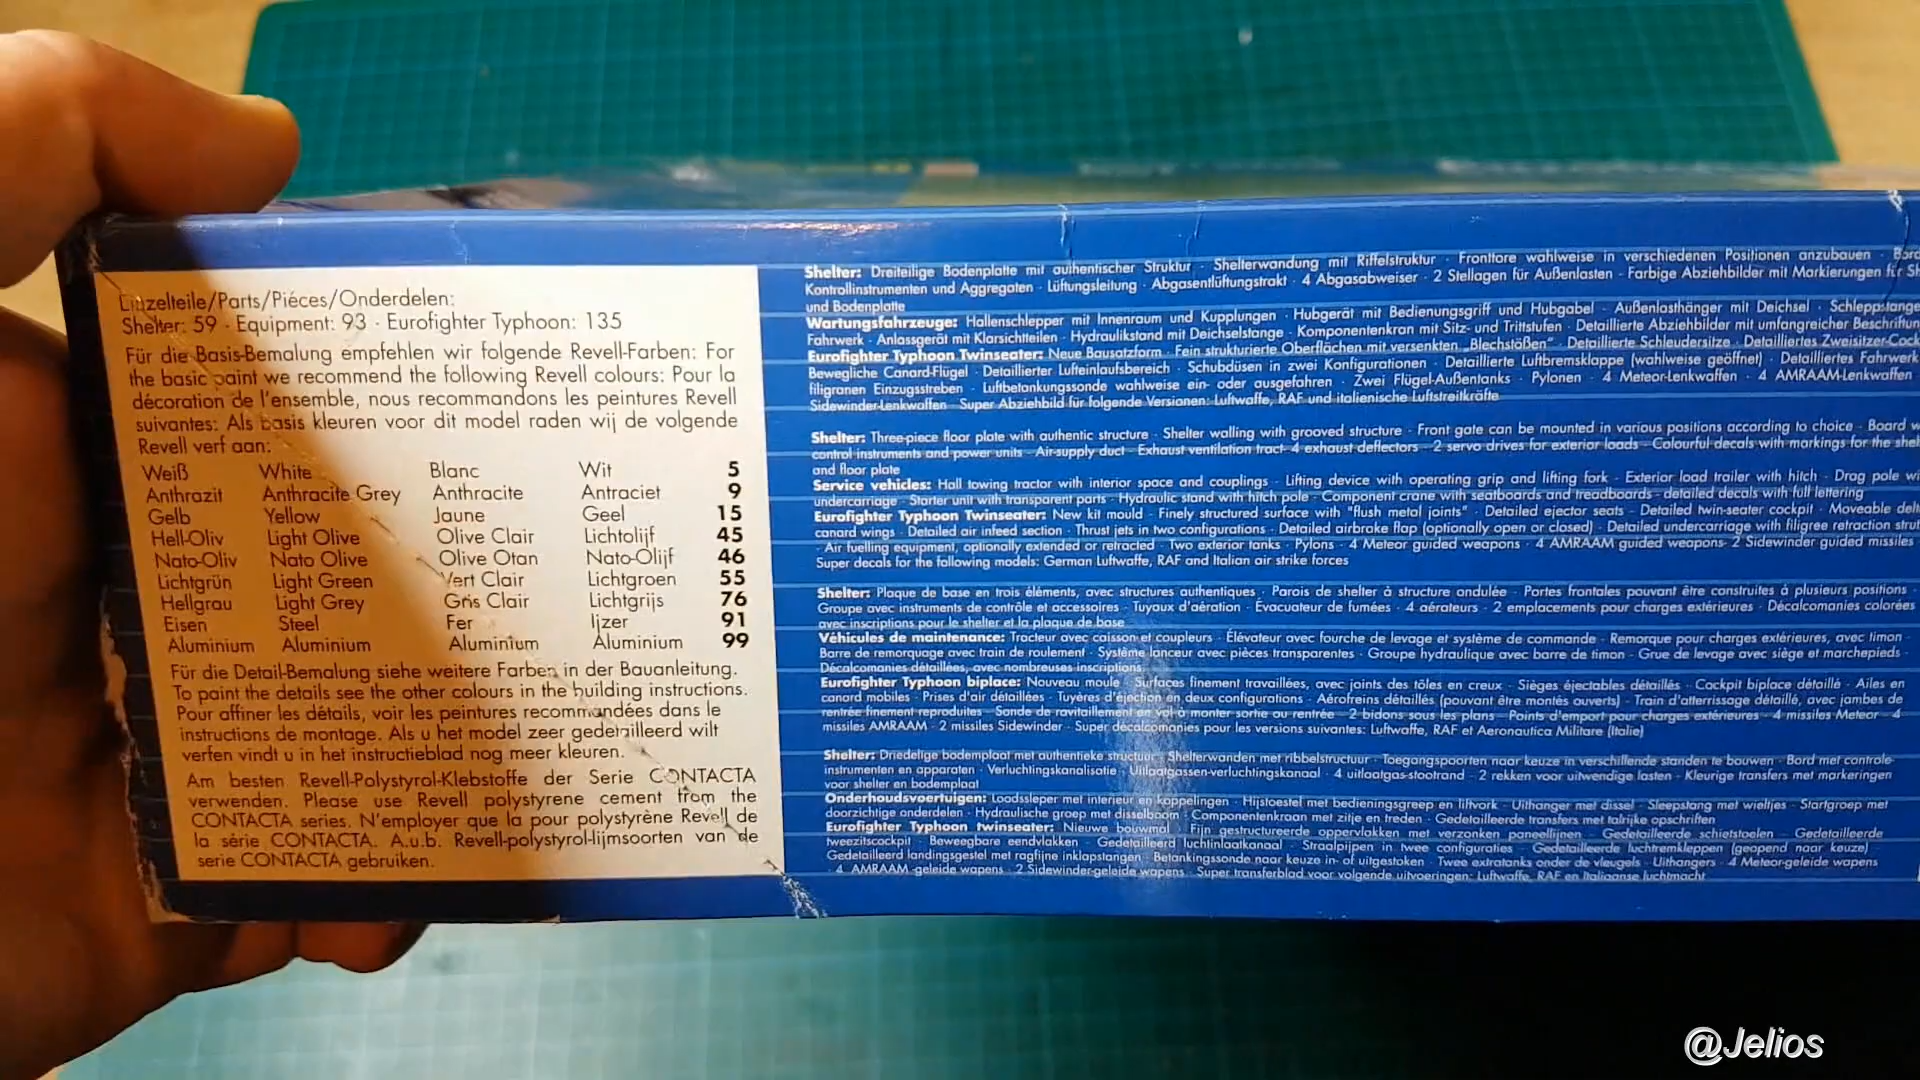 Einzelteile/Parts/Piéces/Onderdelen:
Shelter: 59 · Equipment: 93 · Eurofighter Typhoon: 135
Für die Basis-Bemalung empfehlen wir folgende Revell-Farben: For
the basic paint we recommend the following Revell colours: Pour la
décoration de l'ensemble, nous recommandons les peintures Revell
suivantes: Als basis kleuren voor dit model raden wij de volgende
Revell verf aan:
Weiß White Blanc Wit 5
Anthrazit Anthracite Grey Anthracite Antraciet 9
Gelb Yellow Jaune Geel 15
Hell-Oliv Light Olive Olive Clair Lichtolijf 45
Nato-Oliv Nato Olive Olive Otan Nato-Olijf 46
Lichtgrün Light Green Vert Clair Lichtgroen 55
Hellgrau Light Grey Gris Clair Lichtgrijs 76
Eisen Steel Fer Ijzer 91
Aluminium Aluminium Aluminium Aluminium 99
Für die Detail-Bemalung siehe weitere Farben in der Bauanleitung.
To paint the details see the other colours in the building instructions.
Pour affiner les détails, voir les peintures recommandées dans le
instructions de montage. Als u het model zeer gedetailleerd wilt
verfen vindt u in het instructieblad nog meer kleuren.
Am besten Revell-Polystyrol-Klebstoffe der Serie CONTACTA
verwenden. Please use Revell polystyrene cement from the
CONTACTA series. N'employer que la pour polystyrène Revell de
la série CONTACTA. A.u.b. Revell-polystyrol-lijmsoorten van de
serie CONTACTA gebruiken.
Shelter: Dreiteilige Bodenplatte mit authentischer Struktur · Shelterwandung mit Riffelstruktur · Fronttore wahlweise in verschiedenen Positionen anzubauen ·
Kontrollinstrumenten und Aggregaten · Lüftungsleitung · Abgasentlüftungstrakt · 4 Abgasabweiser · 2 Stellagen für Außenlasten · Farbige Abziehbilder mit Markierungen für
und Bodenplatte
Wartungsfahrzeuge: Hallenschlepper mit Innenraum und Kupplungen · Hubgerät mit Bedienungsgriff und Hubgabel · Außenlasthänger mit Deichsel · Schleppstange
Fahrwerk · Anlassgerät mit Klarsichtteilen · Hydraulikstand mit Deichselstange · Komponentenkran mit Sitz- und Trittstufen · Detaillierte Abziehbilder mit umfangreicher
Eurofighter Typhoon Twinseater: Neue Bausatzform · Fein strukturierte Oberflächen mit versenkten „Blechstößen" · Detaillierte Schleudersitze · Detailliertes Zweisitzer-Cock
Bewegliche Canard-Flügel · Detaillierter Lufteinlaufsbereich · Schubdüsen in zwei Konfigurationen · Detaillierte Luftbremsklappe (wahlweise geöffnet) · Detailliertes Fahrwerk
filigranen Einzugsstreben · Luftbetankungssonde wahlweise ein- oder ausgefahren · Zwei Flügel-Außentanks · Pylonen · 4 Meteor-Lenkwaffen · 4 AMRAAM-Lenkwaffen
Sidewinder-Lenkwaffen · Super Abziehbild für folgende Versionen: Luftwaffe, RAF und italienische Luftstreitkräfte
Shelter: Three-piece floor plate with authentic structure · Shelter walling with grooved structure · Front gate can be mounted in various positions according to choice · Board w
control instruments and power units · Air-supply duct · Exhaust ventilation tract· 4 exhaust deflectors · 2 servo drives for exterior loads · Colourful decals with markings for the shel
and floor plate
Service vehicles: Hall towing tractor with interior space and couplings · Lifting device with operating grip and lifting fork · Exterior load trailer with hitch · Drag pole wi
undercarriage · Starter unit with transparent parts · Hydraulic stand with hitch pole · Component crane with seatboards and treadboards · detailed decals with full lettering
Eurofighter Typhoon Twinseater: New kit mould · Finely structured surface with "flush metal joints" · Detailed ejector seats · Detailed twin-seater cockpit · Moveable delt
canard wings · Detailed air infeed section · Thrust jets in two configurations · Detailed airbrake flap (optionally open or closed) · Detailed undercarriage with filigree retraction strut
· Air fuelling equipment, optionally extended or retracted · Two exterior tanks · Pylons · 4 Meteor guided weapons · 4 AMRAAM guided weapons· 2 Sidewinder guided missiles ·
Super decals for the following models: German Luftwaffe, RAF and Italian air strike forces
Shelter: Plaque de base en trois éléments, avec structures authentiques · Parois de shelter à structure ondulée · Portes frontales pouvant être construites à plusieurs positions ·
Groupe avec instruments de contrôle et accessoires · Tuyaux d'aération · Évacuateur de fumées · 4 aérateurs · 2 emplacements pour charges extérieures · Décalcomanies colorées
avec inscriptions pour le shelter et la plaque de base
Véhicules de maintenance: Tracteur avec caisson et coupleurs · Élévateur avec fourche de levage et système de commande · Remorque pour charges extérieures, avec timon ·
Barre de remorquage avec train de roulement · Système lanceur avec pièces transparentes · Groupe hydraulique avec barre de timon · Grue de levage avec siège et marchepieds ·
Décalcomanies détaillées, avec nombreuses inscriptions
Eurofighter Typhoon biplace: Nouveau moule · Surfaces finement travaillées, avec joints des tôles en creux · Sièges éjectables détaillés · Cockpit biplace détaillé · Ailes en
canard mobiles · Prises d'air détaillées · Tuyères d'éjection en deux configurations · Aérofreins détaillés (pouvant être montés ouverts) · Train d'atterrissage détaillé, avec jambes de
rentrée finement reproduites · Sonde de ravitaillement en vol à monter sortie ou rentrée · 2 bidons sous les plans · Points d'emport pour charges extérieures · 4 missiles Meteor · 4
missiles AMRAAM · 2 missiles Sidewinder · Super décalcomanies pour les versions suivantes: Luftwaffe, RAF et Aeronautica Militare (Italie)
Shelter: Driedelige bodemplaat met authentieke structuur · Shelterwanden met ribbelstructuur · Toegangspoorten naar keuze in verschillende standen te bouwen · Bord met controle-
instrumenten en apparaten · Verluchtingskanalisatie · Uitlaatgassen-verluchtingskanaal · 4 uitlaatgas-stootrand · 2 rekken voor uitwendige lasten · Kleurige transfers met markeringen
voor shelter en bodemplaat
Onderhoudsvoertuigen: Loodssleper met interieur en koppelingen · Hijstoestel met bedieningsgreep en liftvork · Uithanger met dissel · Sleepstang met wieltjes · Startgroep met
doorzichtige onderdelen · Hydraulische groep met disselboom · Componentenkraan met zitje en treden · Gedetailleerde transfers met talrijke opschriften
Eurofighter Typhoon twinseater: Nieuwe bouwmal · Fijn gestructureerde oppervlakken met verzonken paneellijnen · Gedetailleerde schietstoelen · Gedetailleerde
tweezitscockpit · Beweegbare eendvlakken · Gedetailleerd luchtinlaatkanaal · Straalpijpen in twee configuraties · Gedetailleerde luchtremkleppen (geopend naar keuze) ·
Gedetailleerd landingsgestel met ragfijne inklapstangen · Betankingssonde naar keuze in- of uitgestoken · Twee extratanks onder de vleugels · Uithangers · 4 Meteor-geleide wapens
· 4 AMRAAM-geleide wapens · 2 Sidewinder-geleide wapens · Super transferblad voor volgende uitvoeringen: Luftwaffe, RAF en Italiaanse luchtmacht
@Jelios